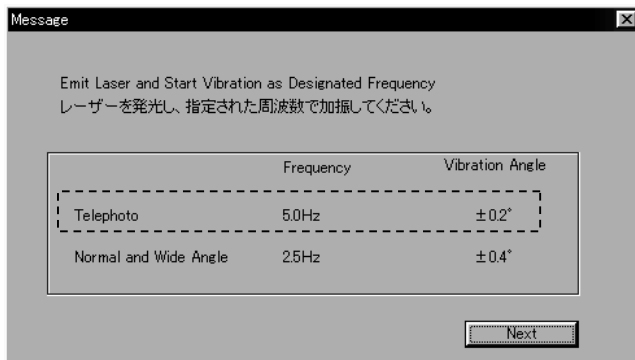 Message
Emit Laser and Start Vibration as Designated Frequency
レーザーを発光し、指定された周波数で加振してください。
Frequency Vibration Angle
Telephoto 5.0Hz ±0.2°
Normal and Wide Angle 2.5Hz ±0.4°
Next